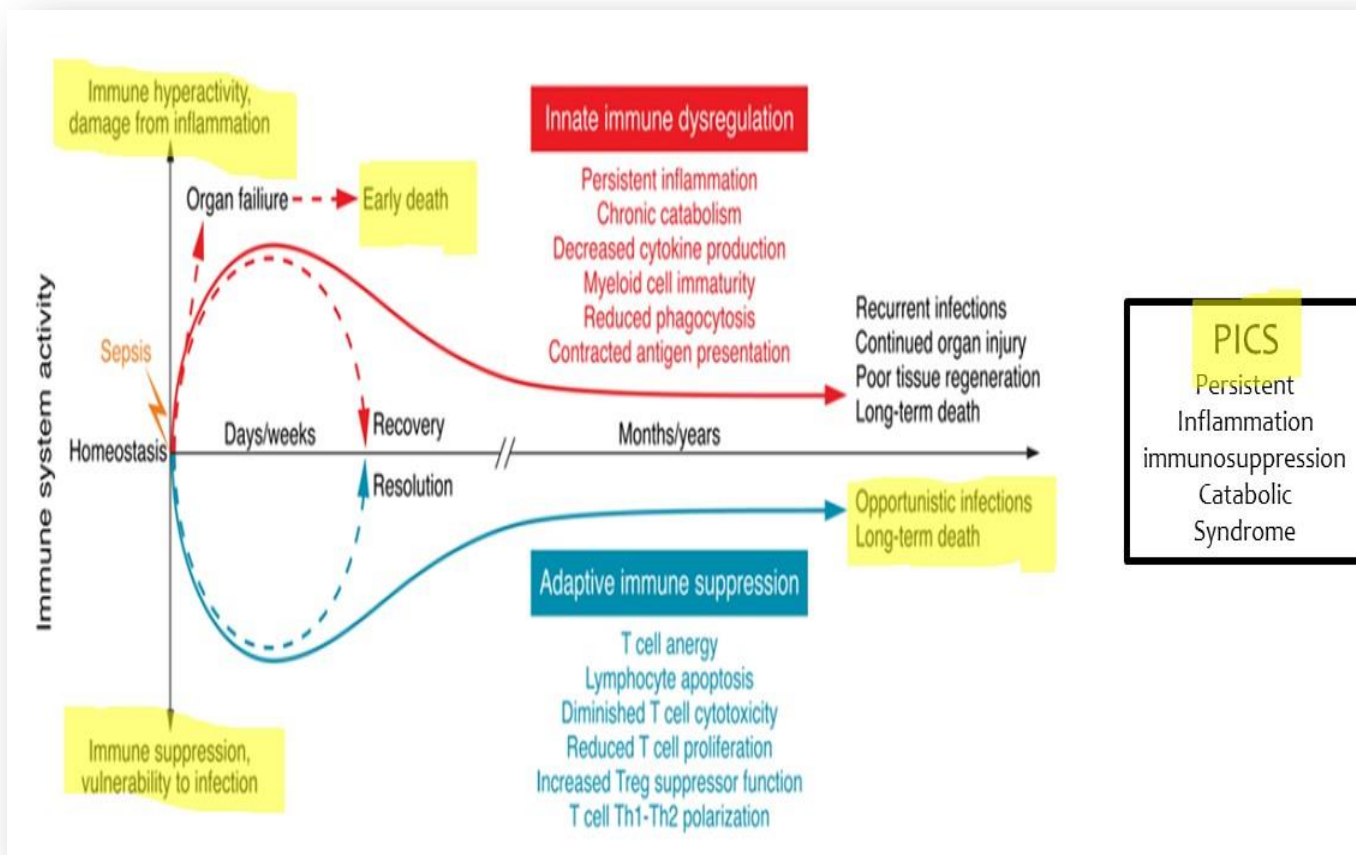 Immune hyperactivity,
damage from inflammation
Organ failiure
Early death
Sepsis
Homeostasis
Days/weeks
Recovery
Resolution
Months/years
Immune system activity
Immune suppression,
vulnerability to infection
Innate immune dysregulation
Persistent inflammation
Chronic catabolism
Decreased cytokine production
Myeloid cell immaturity
Reduced phagocytosis
Contracted antigen presentation
Recurrent infections
Continued organ injury
Poor tissue regeneration
Long-term death
Opportunistic infections
Long-term death
Adaptive immune suppression
T cell anergy
Lymphocyte apoptosis
Diminished T cell cytotoxicity
Reduced T cell proliferation
Increased Treg suppressor function
T cell Th1-Th2 polarization
PICS
Persistent
Inflammation
immunosuppression
Catabolic
Syndrome